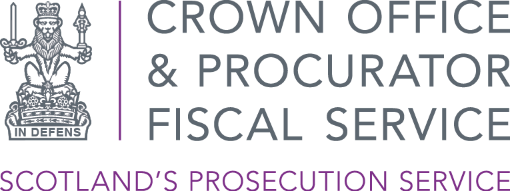 CROWN OFFICE
& PROCURATOR
FISCAL SERVICE
IN DEFENS
SCOTLAND'S PROSECUTION SERVICE